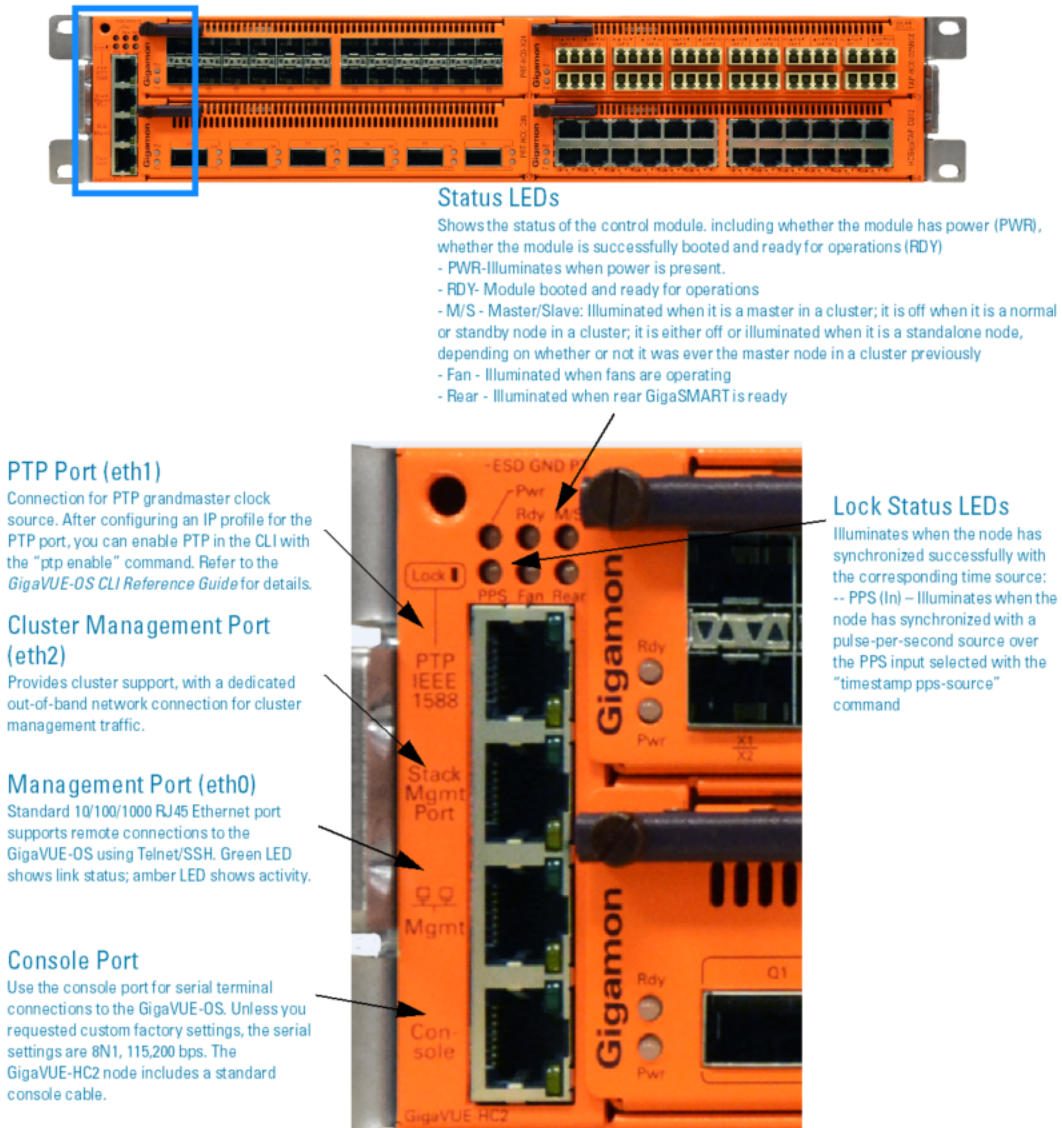 Gigamon
Gigamon
Gigamon
Gigamon
Status LEDs
Shows the status of the control module. including whether the module has power (PWR),
whether the module is successfully booted and ready for operations (RDY)
- PWR-Illuminates when power is present.
- RDY- Module booted and ready for operations
- M/S - Master/Slave: Illuminated when it is a master in a cluster; it is off when it is a normal
or standby node in a cluster; it is either off or illuminated when it is a standalone node,
depending on whether or not it was ever the master node in a cluster previously
- Fan - Illuminated when fans are operating
- Rear - Illuminated when rear GigaSMART is ready
PTP Port (eth1)
Connection for PTP grandmaster clock
source. After configuring an IP profile for the
PTP port, you can enable PTP in the CLI with
the "ptp enable" command. Refer to the
GigaVUE-OS CLI Reference Guide for details.
Cluster Management Port
(eth2)
Provides cluster support, with a dedicated
out-of-band network connection for cluster
management traffic.
Management Port (eth0)
Standard 10/100/1000 RJ45 Ethernet port
supports remote connections to the
GigaVUE-OS using Telnet/SSH. Green LED
shows link status; amber LED shows activity.
Console Port
Use the console port for serial terminal
connections to the GigaVUE-OS. Unless you
requested custom factory settings, the serial
settings are 8N1, 115,200 bps. The
GigaVUE-HC2 node includes a standard
console cable.
-ESD GND
Pwr
Rdy M/S
Lock
PPS Fan Rear
PTP
IEEE
1588
Stack
Mgmt
Port
Mgmt
Con-
sole
GigaVUE-HC2
Gigamon
Rdy
Pwr
X1
X2
Gigamon
Rdy
Pwr
Q1
Lock Status LEDs
Illuminates when the node has
synchronized successfully with
the corresponding time source:
-- PPS (In) – Illuminates when the
node has synchronized with a
pulse-per-second source over
the PPS input selected with the
"timestamp pps-source"
command